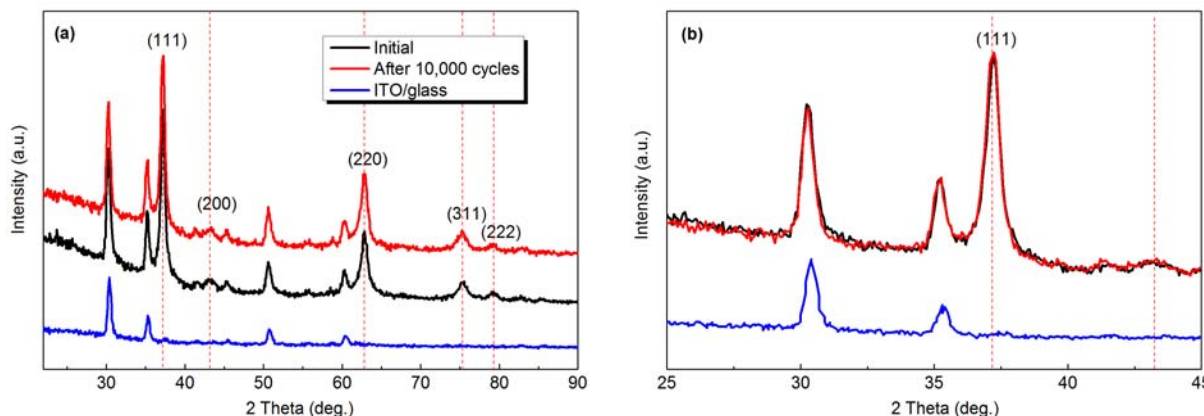 (a)
(111)
Initial
After 10,000 cycles
ITO/glass
(200)
(220)
(311)
(222)
Intensity (a.u.)
30 40 50 60 70 80 90
2 Theta (deg.)
(b)
(111)
Intensity (a.u.)
25 30 35 40 45
2 Theta (deg.)